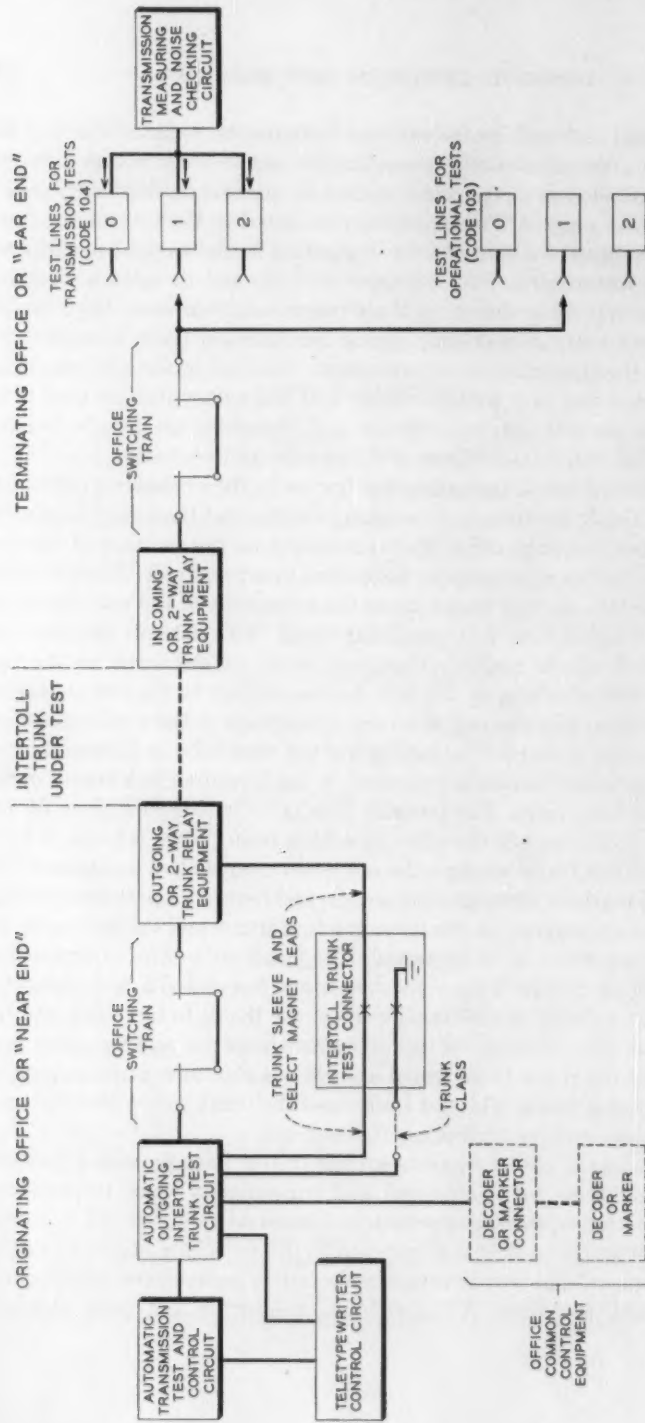 ORIGINATING OFFICE OR "NEAR END"
TERMINATING OFFICE OR "FAR END"
INTERTOLL
TRUNK
UNDER TEST
AUTOMATIC
TRANSMISSION
TEST AND
CONTROL
CIRCUIT
AUTOMATIC
OUTGOING
INTERTOLL
TRUNK TEST
CIRCUIT
OFFICE
SWITCHING
TRAIN
OUTGOING
OR 2-WAY
TRUNK RELAY
EQUIPMENT
INCOMING
OR 2-WAY
TRUNK RELAY
EQUIPMENT
OFFICE
SWITCHING
TRAIN
TEST LINES FOR
TRANSMISSION TESTS
(CODE 104)
0
1
2
TRANSMISSION
MEASURING
AND NOISE
CHECKING
CIRCUIT
TELETYPEWRITER
CONTROL CIRCUIT
TRUNK SLEEVE AND
SELECT MAGNET LEADS
INTERTOLL TRUNK
TEST CONNECTOR
TRUNK
CLASS
TEST LINES FOR
OPERATIONAL TESTS
(CODE 103)
0
1
2
OFFICE
COMMON
CONTROL
EQUIPMENT
DECODER
OR MARKER
CONNECTOR
DECODER
OR
MARKER